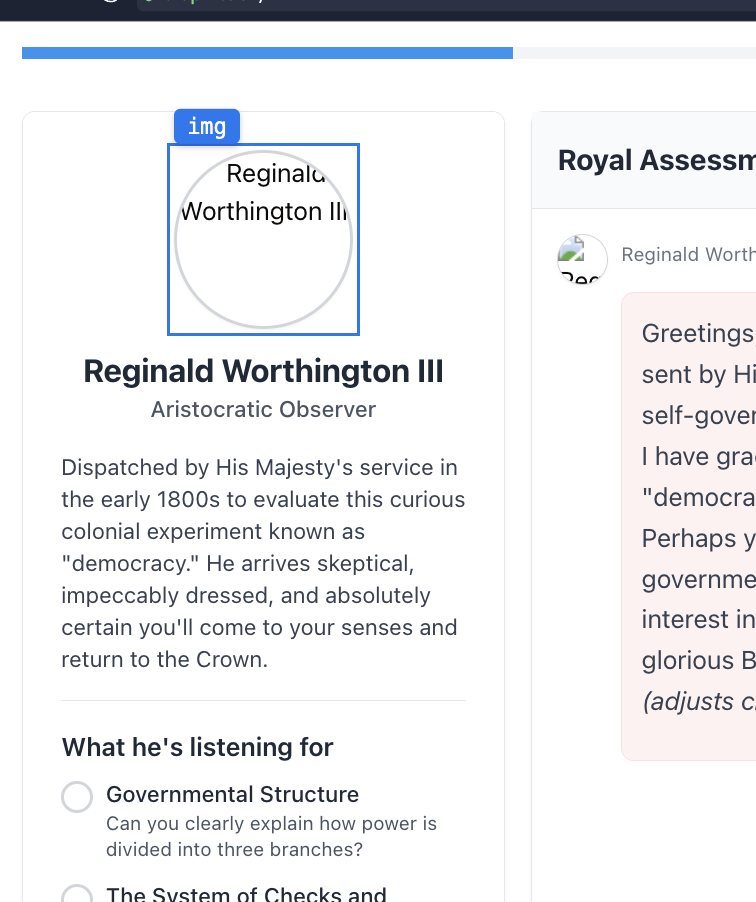 img
Reginald
Worthington III
Reginald Worthington III
Aristocratic Observer
Dispatched by His Majesty's service in
the early 1800s to evaluate this curious
colonial experiment known as
"democracy." He arrives skeptical,
impeccably dressed, and absolutely
certain you'll come to your senses and
return to the Crown.
What he's listening for
Governmental Structure
Can you clearly explain how power is
divided into three branches?
The System of Checks and
Royal Assessm
Reginald Worth
Greetings
sent by Hi
self-gover
I have gra
"democra
Perhaps y
governme
interest in
glorious B
(adjusts c